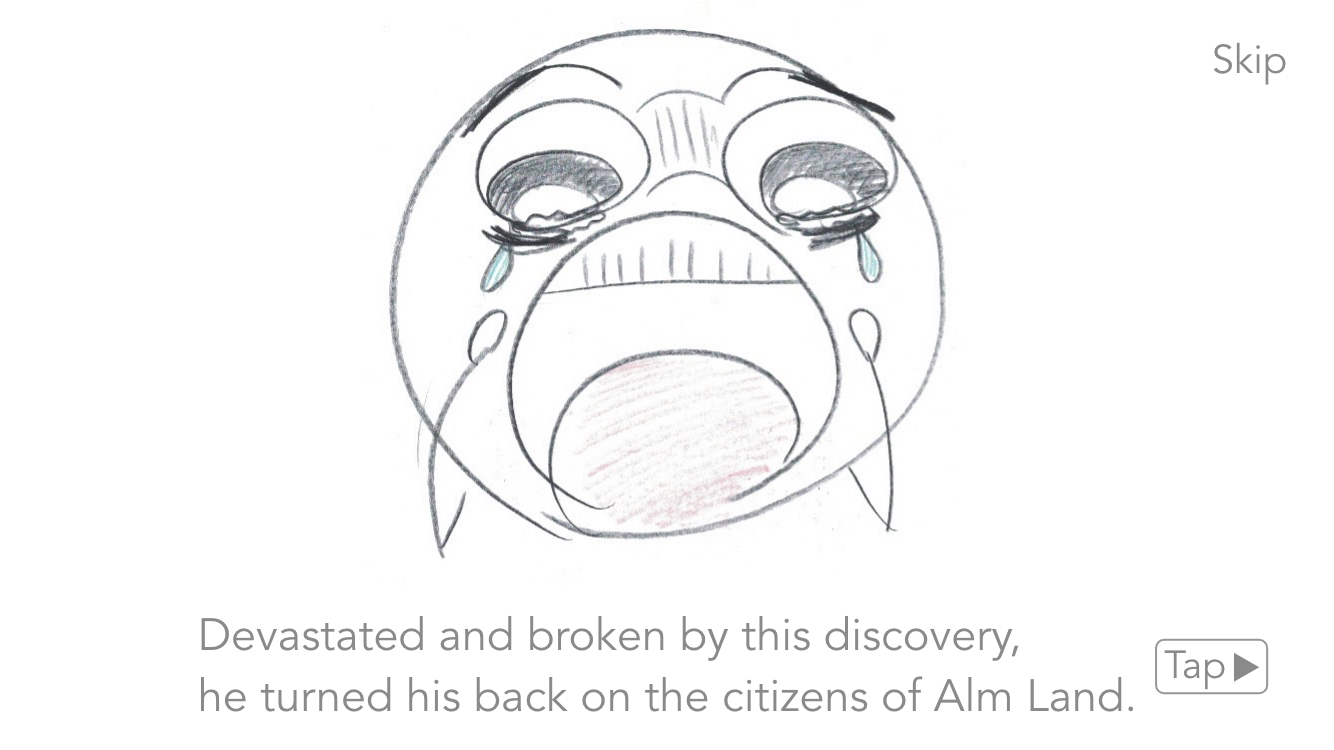 Skip
Devastated and broken by this discovery,
he turned his back on the citizens of Alm Land.
Tap